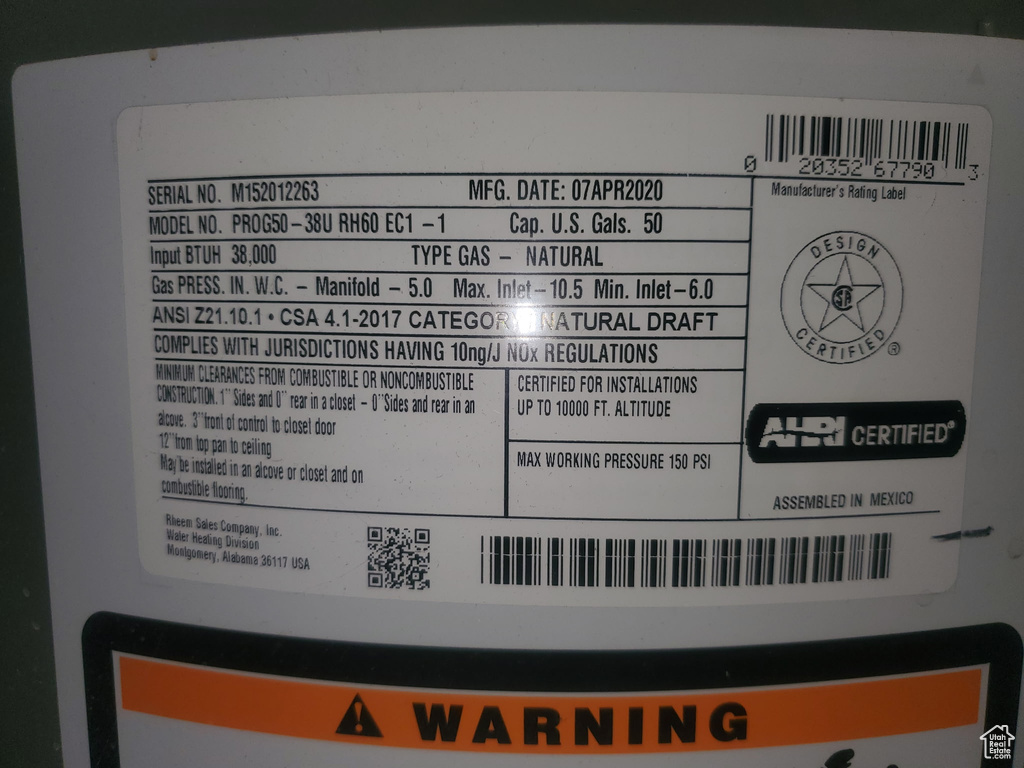 0 20352 67790 3
SERIAL NO. M152012263 MFG. DATE: 07APR2020
MODEL NO. PROG50-38U RH60 EC1 -1 Cap. U.S. Gals. 50
Input BTUH 38,000 TYPE GAS - NATURAL
Gas PRESS. IN. W.C. - Manifold - 5.0 Max. Inlet - 10.5 Min. Inlet - 6.0
ANSI Z21.10.1 • CSA 4.1-2017 CATEGORY NATURAL DRAFT
COMPLIES WITH JURISDICTIONS HAVING 10ng/J NOx REGULATIONS
MINIMUM CLEARANCES FROM COMBUSTIBLE OR NONCOMBUSTIBLE
CONSTRUCTION. 1" Sides and 0" rear in a closet - 0" Sides and rear in an
alcove. 3" front of control to closet door
12" from top pan to ceiling
May be installed in an alcove or closet and on
combustible flooring.
CERTIFIED FOR INSTALLATIONS
UP TO 10000 FT. ALTITUDE
MAX WORKING PRESSURE 150 PSI
Manufacturer's Rating Label
DESIGN
SA
CERTIFIED ®
AHRI CERTIFIED®
ASSEMBLED IN MEXICO
Rheem Sales Company, Inc.
Water Heating Division
Montgomery, Alabama 36117 USA
WARNING
Utah
Real
Estate
.com